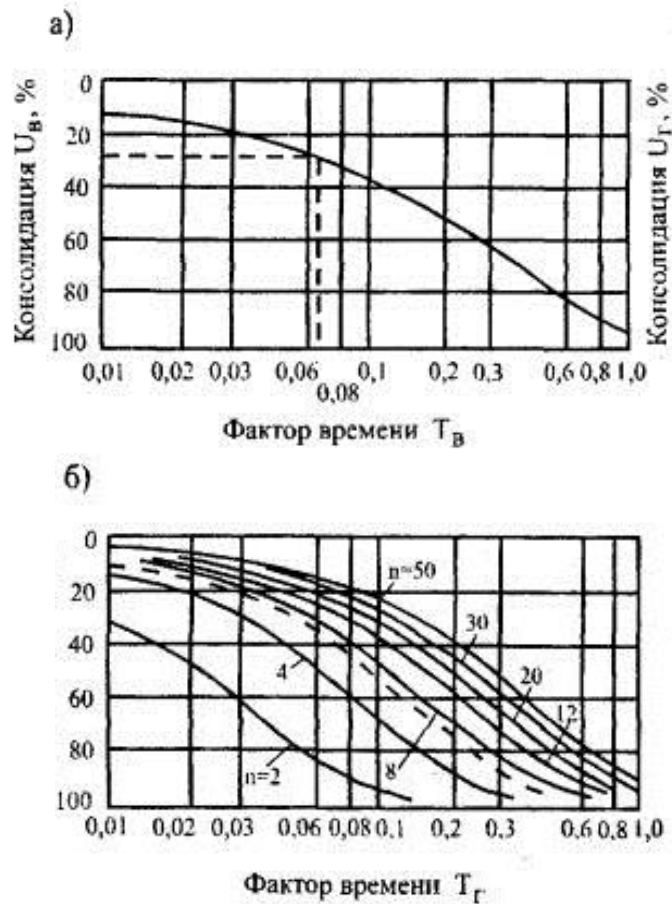 а)
Консолидация U_В, %
Консолидация U_Г, %
0
20
40
60
80
100
0,01 0,02 0,03 0,06 0,1 0,2 0,3 0,6 0,8 1,0
0,08
Фактор времени T_В
б)
0
20
40
60
80
100
n=50
30
20
12
8
4
n=2
0,01 0,02 0,03 0,06 0,08 0,1 0,2 0,3 0,6 0,8 1,0
Фактор времени T_Г